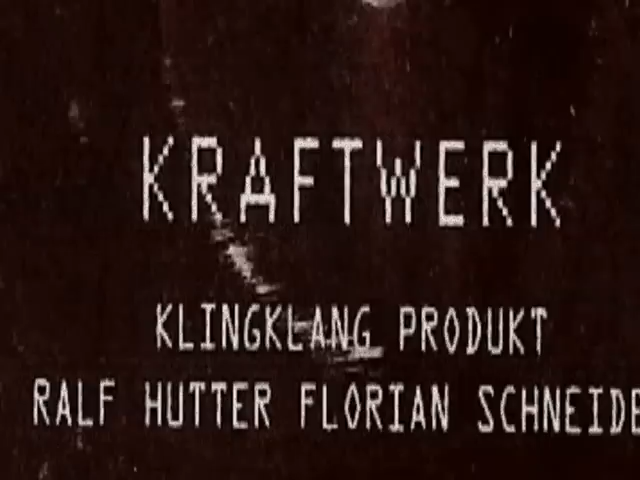 KRAFTWERK
KLINGKLANG PRODUKT
RALF HUTTER FLORIAN SCHNEIDE